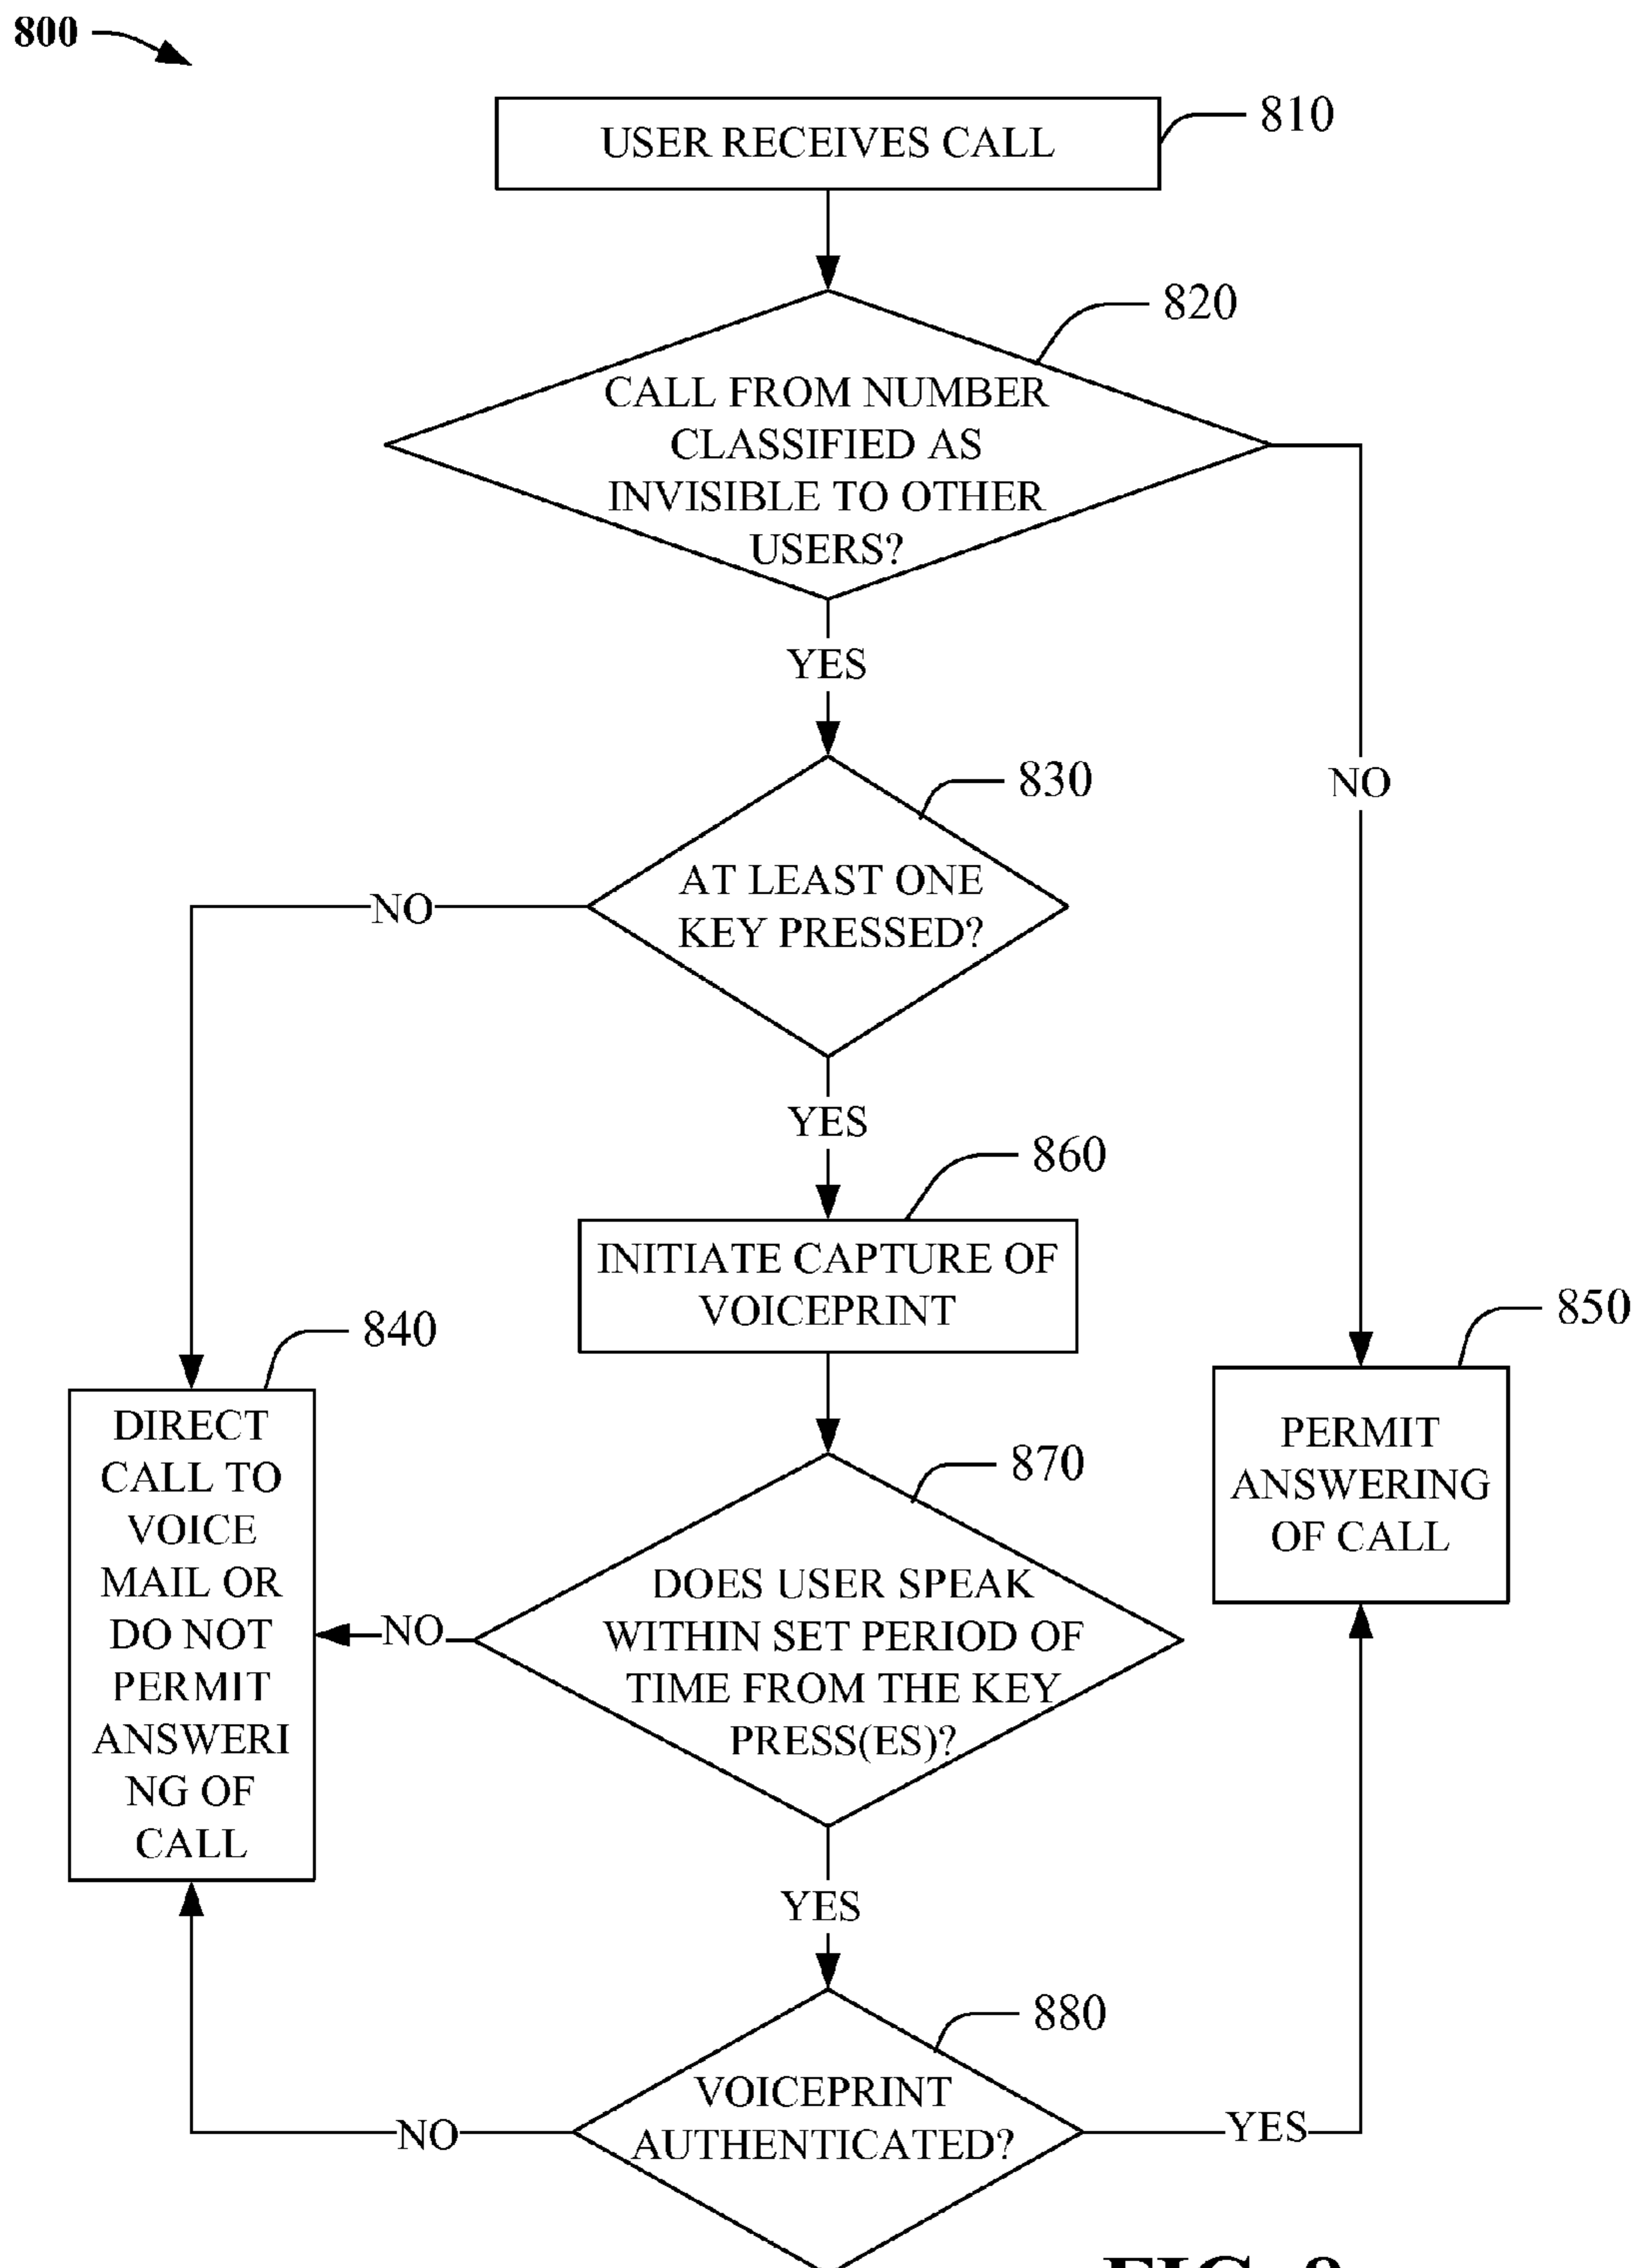 800
USER RECEIVES CALL
810
820
CALL FROM NUMBER
CLASSIFIED AS
INVISIBLE TO OTHER
USERS?
YES
NO
830
AT LEAST ONE
KEY PRESSED?
NO
YES
860
INITIATE CAPTURE OF
VOICEPRINT
840
DIRECT
CALL TO
VOICE
MAIL OR
DO NOT
PERMIT
ANSWERI
NG OF
CALL
850
PERMIT
ANSWERING
OF CALL
870
DOES USER SPEAK
WITHIN SET PERIOD OF
TIME FROM THE KEY
PRESS(ES)?
NO
YES
880
VOICEPRINT
AUTHENTICATED?
NO
YES